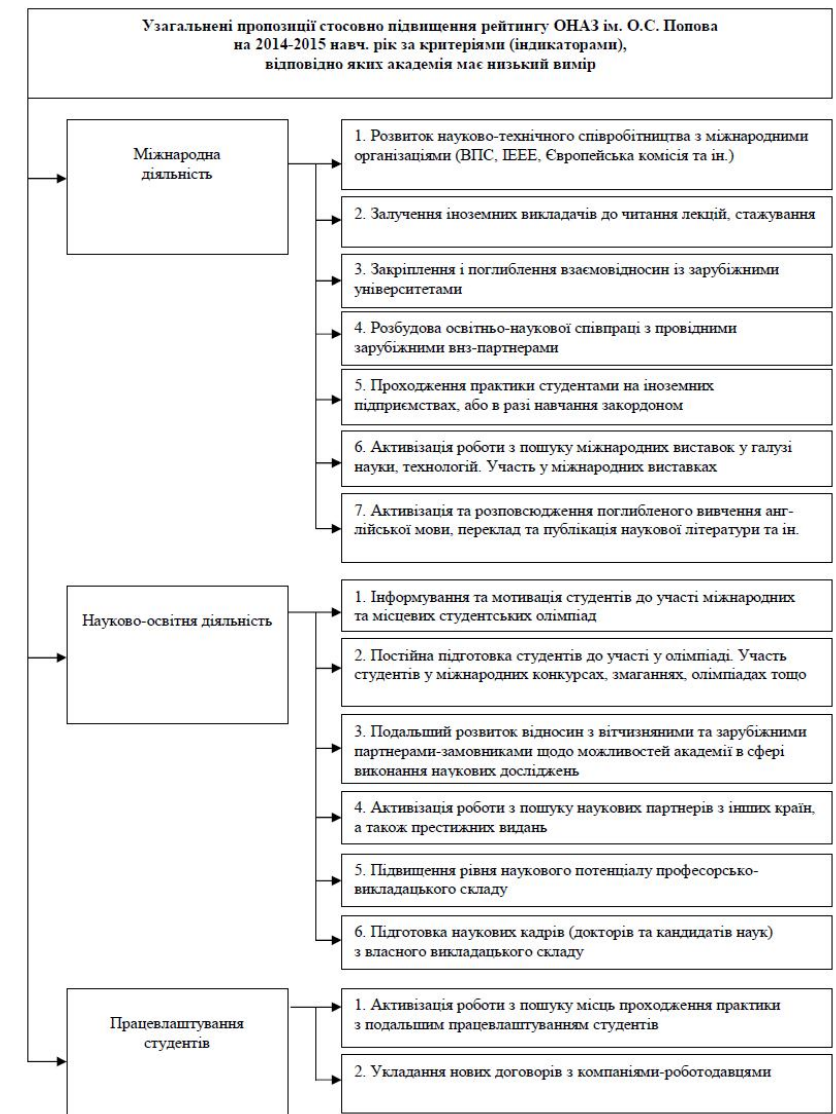 Узагальнені пропозиції стосовно підвищення рейтингу ОНАЗ ім. О.С. Попова
на 2014-2015 навч. рік за критеріями (індикаторами),
відповідно яких академія має низький вимір
Міжнародна
діяльність
1. Розвиток науково-технічного співробітництва з міжнародними
організаціями (ВПС, IEEE, Європейська комісія та ін.)
2. Залучення іноземних викладачів до читання лекцій, стажування
3. Закріплення і поглиблення взаємовідносин із зарубіжними
університетами
4. Розбудова освітньо-наукової співпраці з провідними
зарубіжними внз-партнерами
5. Проходження практики студентами на іноземних
підприємствах, або в разі навчання закордоном
6. Активізація роботи з пошуку міжнародних виставок у галузі
науки, технологій. Участь у міжнародних виставках
7. Активізація та розповсюдження поглибленого вивчення анг-
лійської мови, переклад та публікація наукової літератури та ін.
Науково-освітня діяльність
1. Інформування та мотивація студентів до участі міжнародних
та місцевих студентських олімпіад
2. Постійна підготовка студентів до участі у олімпіаді. Участь
студентів у міжнародних конкурсах, змаганнях, олімпіадах тощо
3. Подальший розвиток відносин з вітчизняними та зарубіжними
партнерами-замовниками щодо можливостей академії в сфері
виконання наукових досліджень
4. Активізація роботи з пошуку наукових партнерів з інших країн,
а також престижних видань
5. Підвищення рівня наукового потенціалу професорсько-
викладацького складу
6. Підготовка наукових кадрів (докторів та кандидатів наук)
з власного викладацького складу
Працевлаштування
студентів
1. Активізація роботи з пошуку місць проходження практики
з подальшим працевлаштуванням студентів
2. Укладання нових договорів з компаніями-роботодавцями